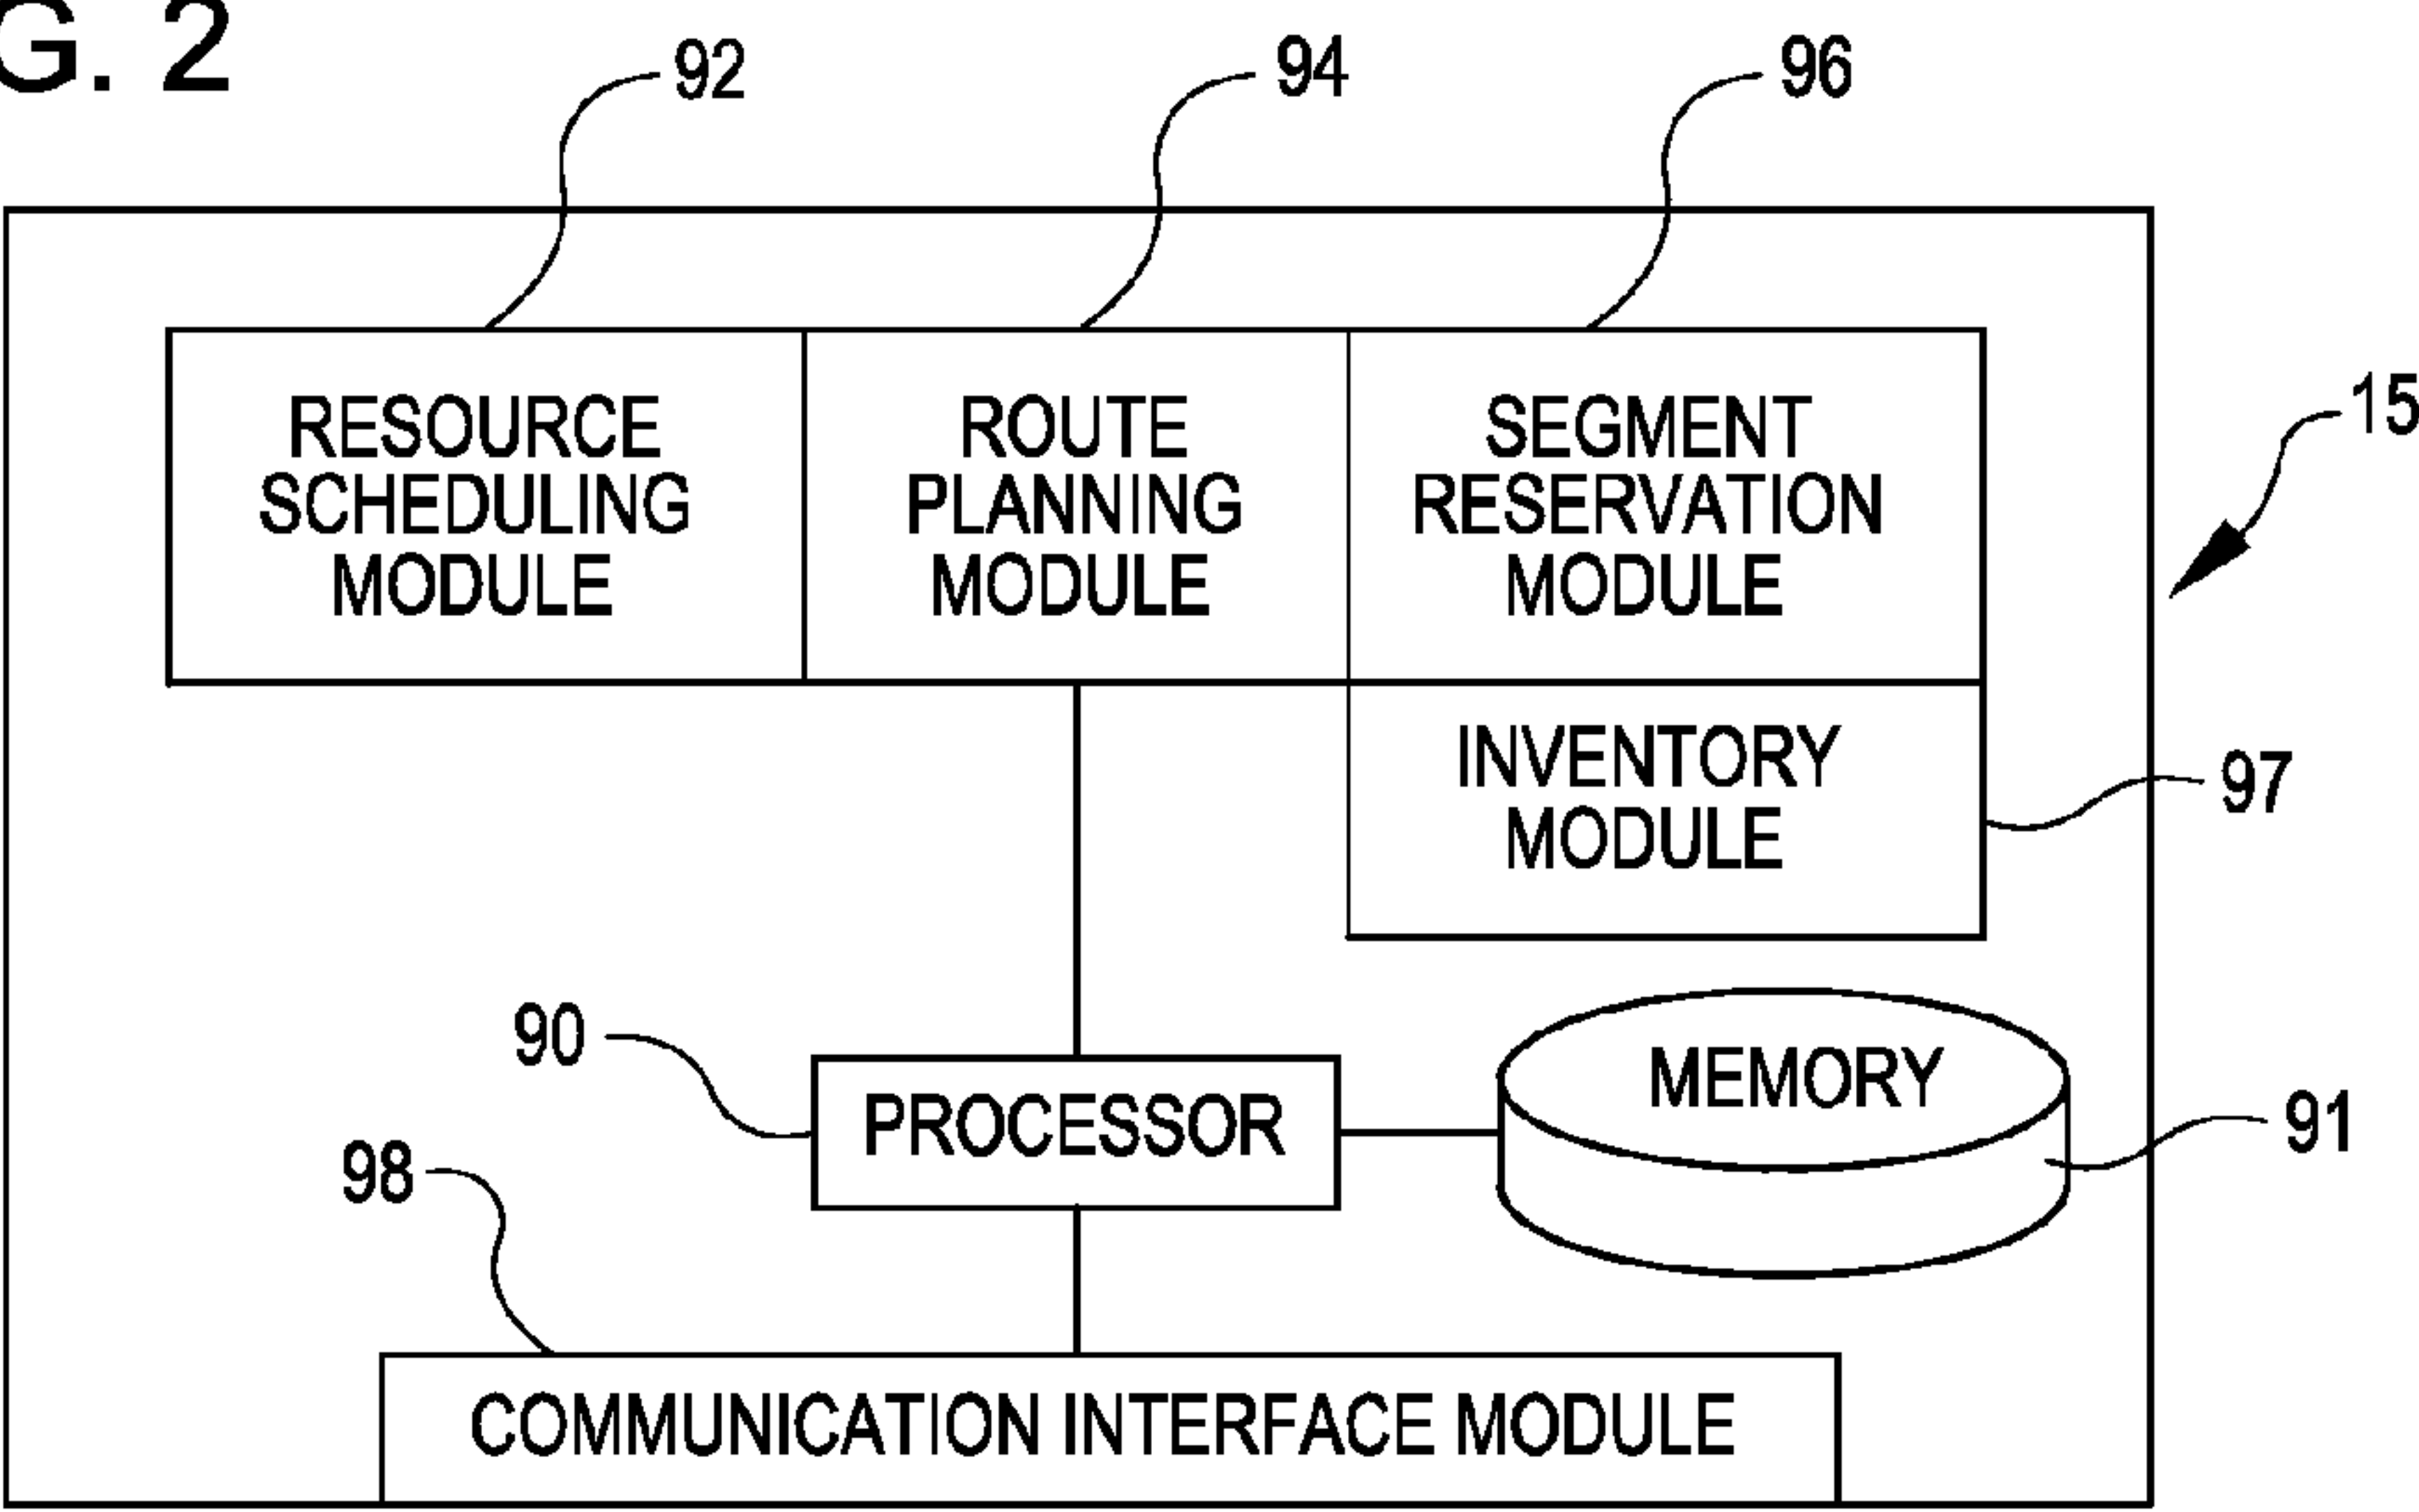 G. 2
92
94
96
RESOURCE
SCHEDULING
MODULE
ROUTE
PLANNING
MODULE
SEGMENT
RESERVATION
MODULE
15
INVENTORY
MODULE
97
90
PROCESSOR
MEMORY
91
98
COMMUNICATION INTERFACE MODULE